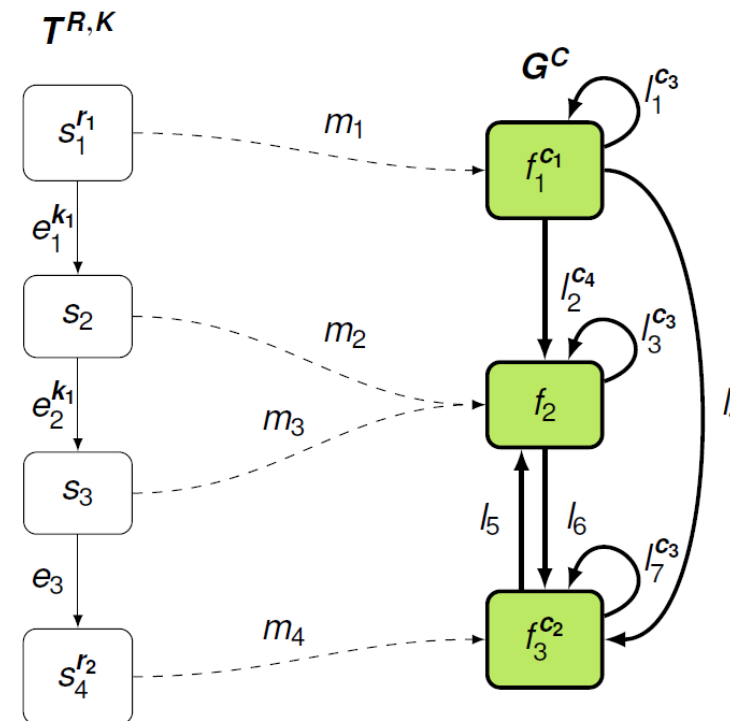 T^{R,K}
G^C
s_1^{r_1}
m_1
f_1^{c_1}
l_1^{c_3}
e_1^{k_1}
l_2^{c_4}
s_2
m_2
l_3^{c_3}
f_2
e_2^{k_1}
m_3
s_3
l_5
l_6
l_7^{c_3}
e_3
s_4^{r_2}
m_4
f_3^{c_2}